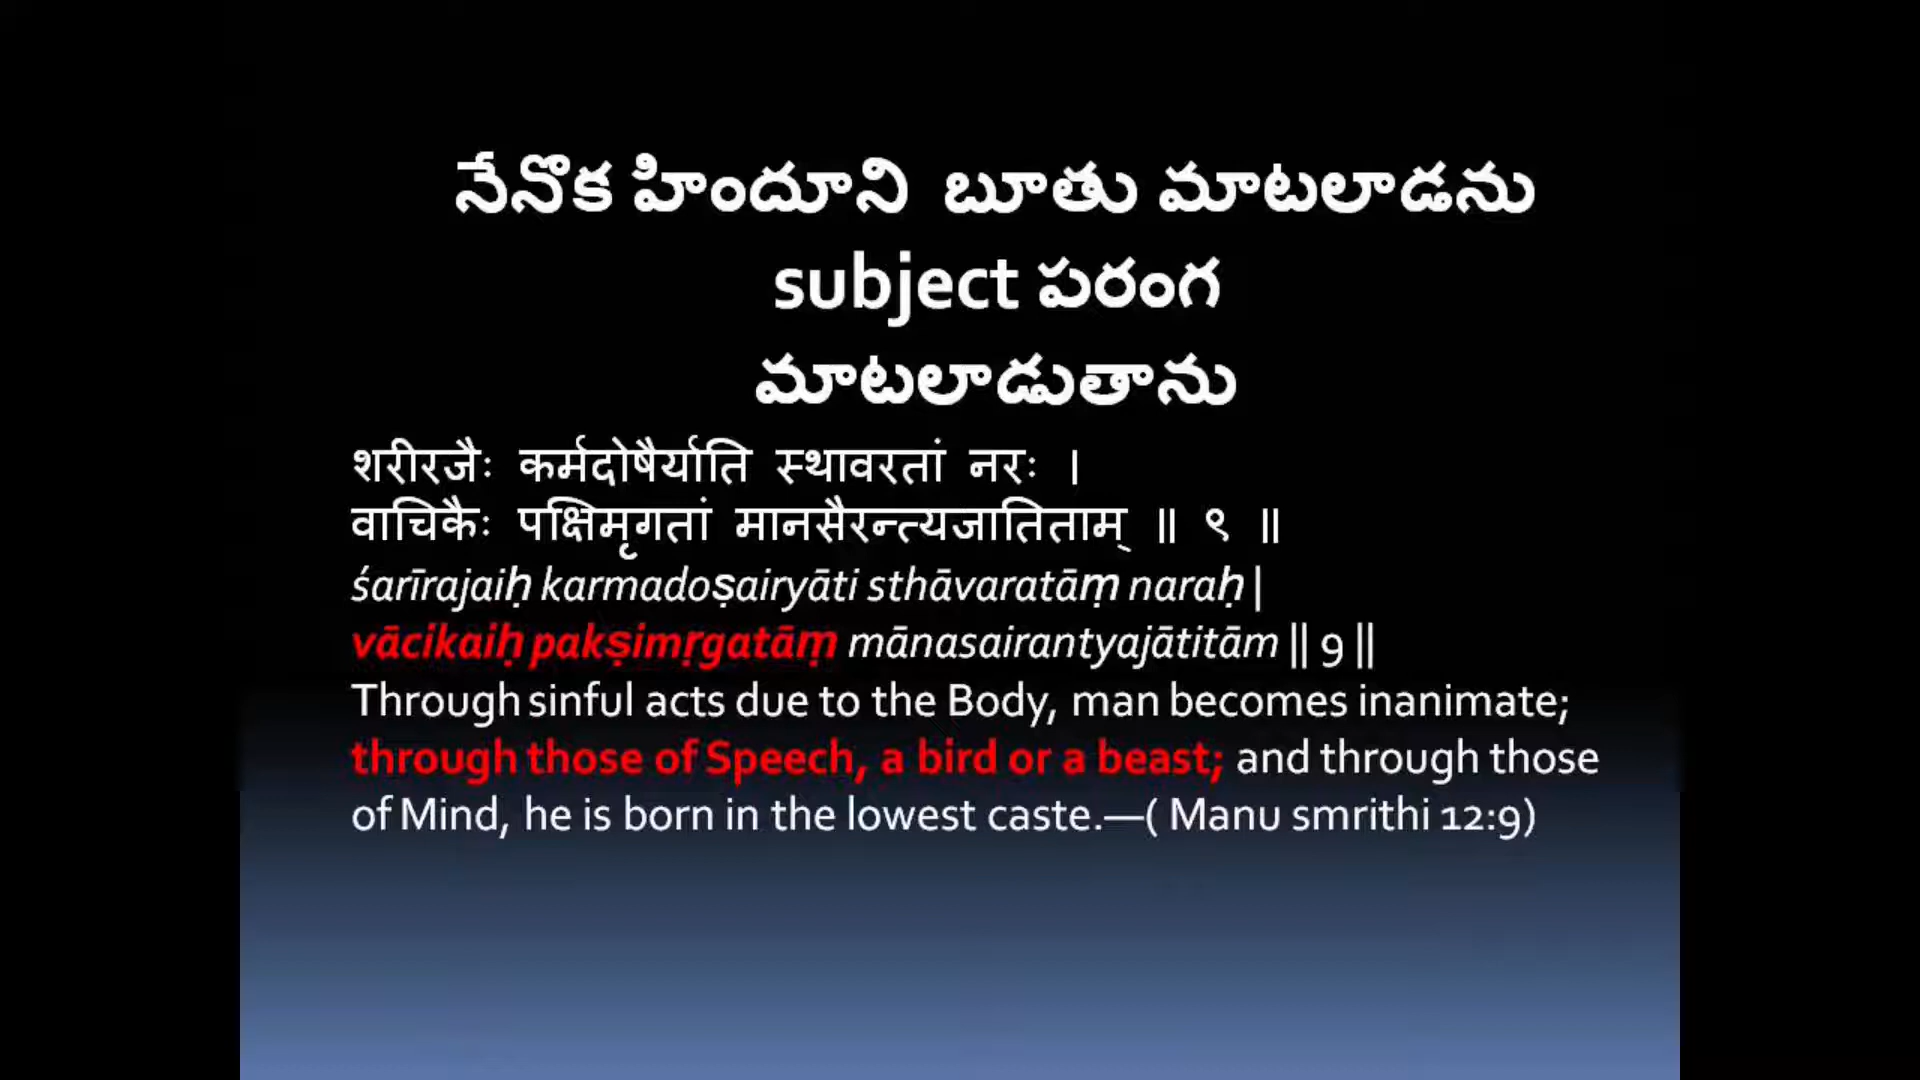 నేనొక హిందూని బూతు మాటలాడను
subject పరంగ
మాటలాడుతాను
शरीरजैः कर्मदोषैर्याति स्थावरतां नरः ।
वाचिकैः पक्षिमृगतां मानसैरन्त्यजातिताम् ॥ ९ ॥
śarīrajaiḥ karmadoṣairyāti sthāvaratāṃ naraḥ |
vācikaiḥ pakṣimṛgatāṃ mānasairantyajātitām || 9 ||
Through sinful acts due to the Body, man becomes inanimate;
through those of Speech, a bird or a beast; and through those
of Mind, he is born in the lowest caste.—( Manu smrithi 12:9)